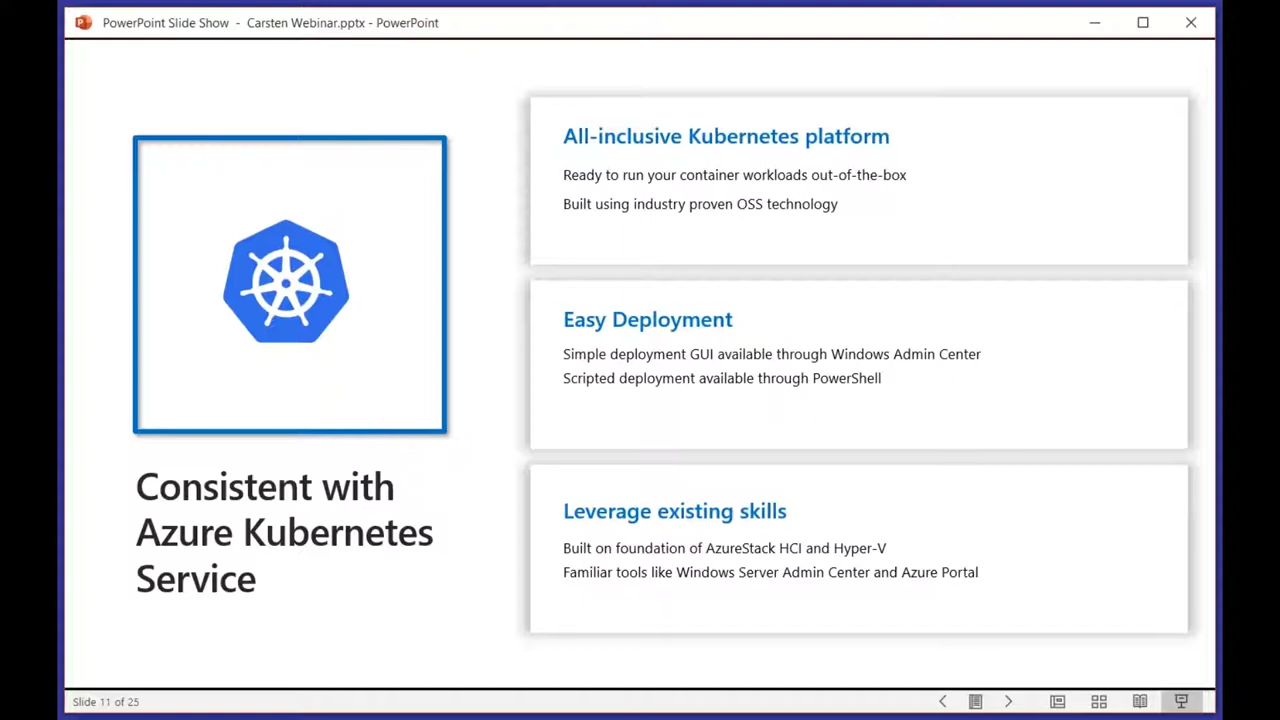 PowerPoint Slide Show - Carsten Webinar.pptx - PowerPoint
Consistent with
Azure Kubernetes
Service
All-inclusive Kubernetes platform
Ready to run your container workloads out-of-the-box
Built using industry proven OSS technology
Easy Deployment
Simple deployment GUI available through Windows Admin Center
Scripted deployment available through PowerShell
Leverage existing skills
Built on foundation of AzureStack HCI and Hyper-V
Familiar tools like Windows Server Admin Center and Azure Portal
Slide 11 of 25